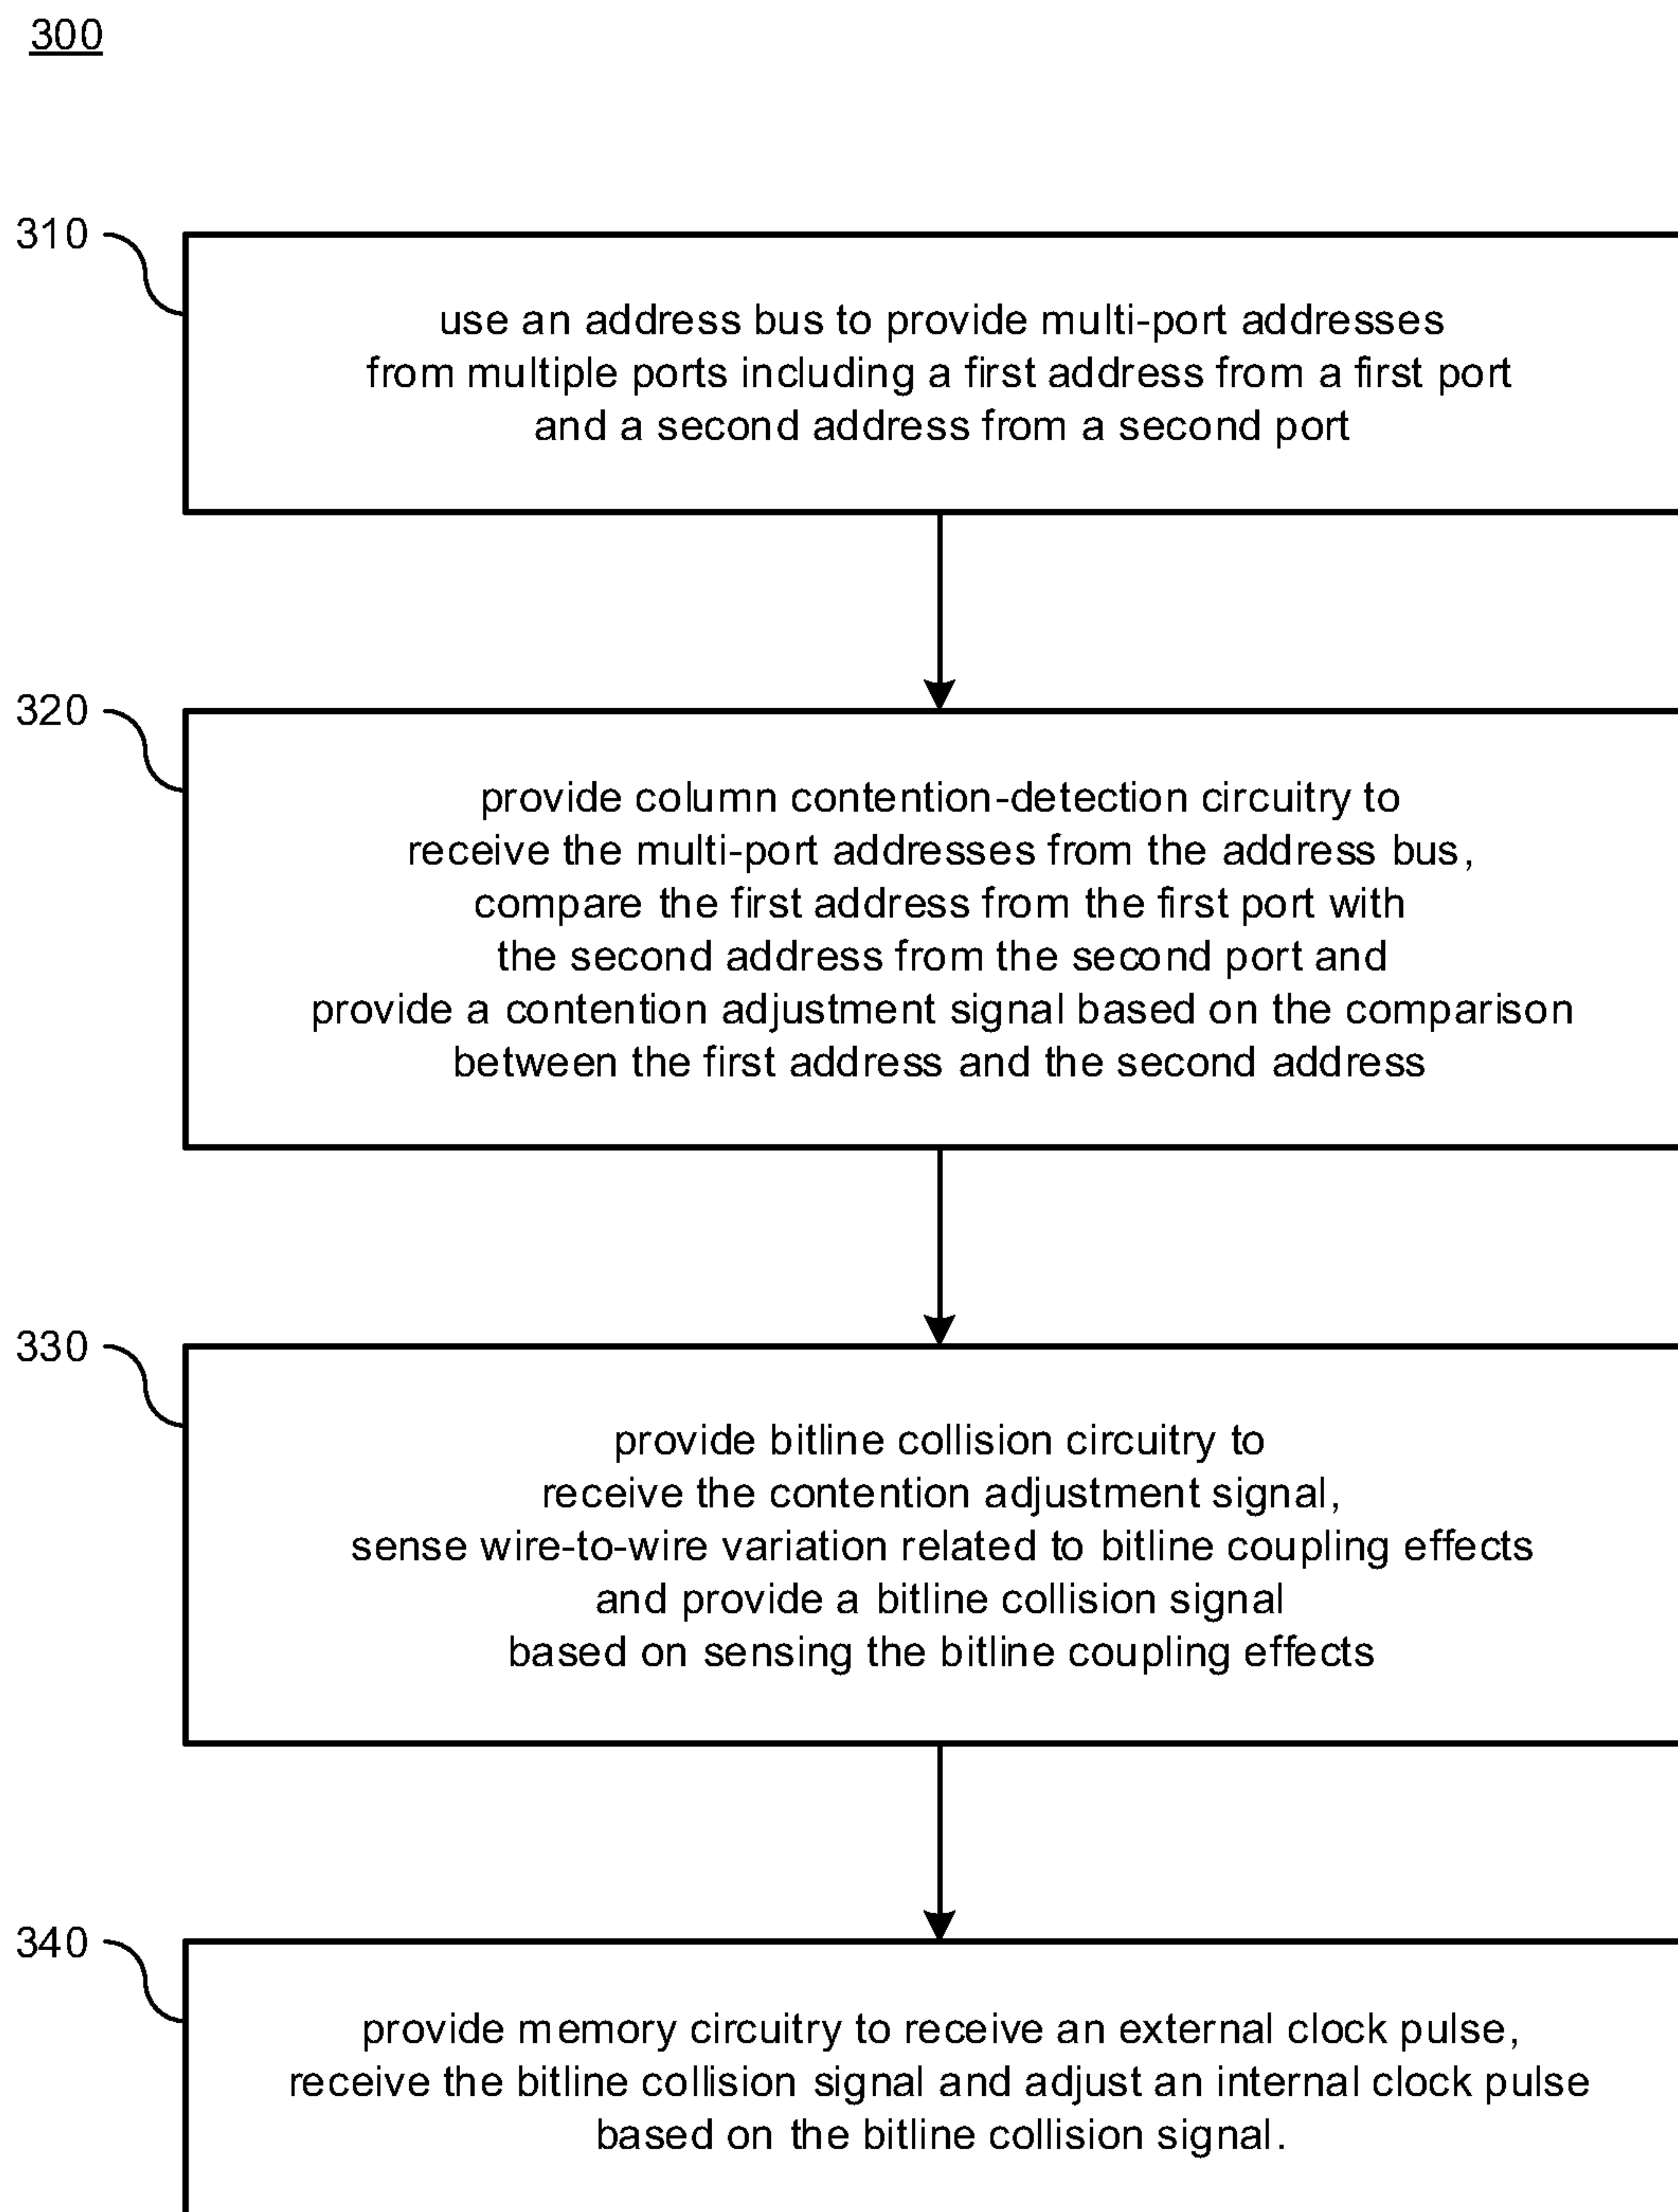 300
310
use an address bus to provide multi-port addresses
from multiple ports including a first address from a first port
and a second address from a second port
320
provide column contention-detection circuitry to
receive the multi-port addresses from the address bus,
compare the first address from the first port with
the second address from the second port and
provide a contention adjustment signal based on the comparison
between the first address and the second address
330
provide bitline collision circuitry to
receive the contention adjustment signal,
sense wire-to-wire variation related to bitline coupling effects
and provide a bitline collision signal
based on sensing the bitline coupling effects
340
provide memory circuitry to receive an external clock pulse,
receive the bitline collision signal and adjust an internal clock pulse
based on the bitline collision signal.